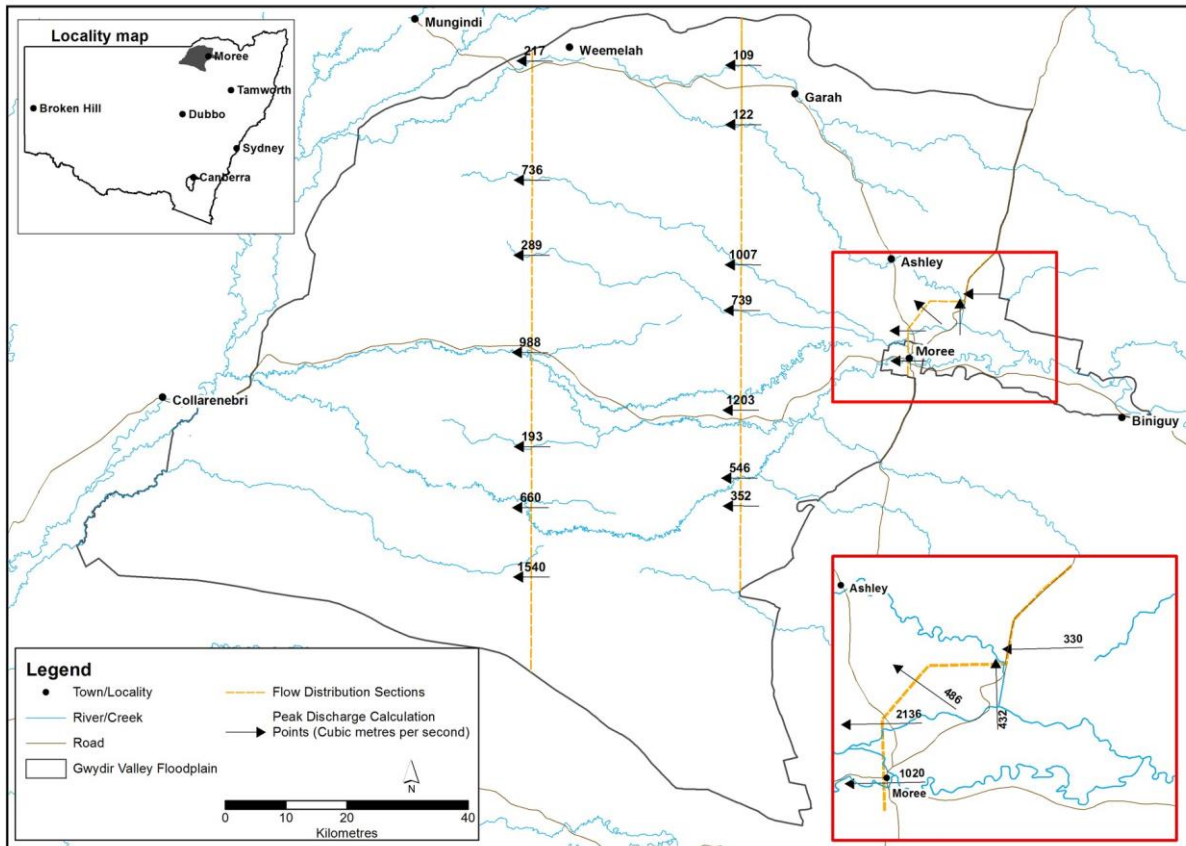 Locality map
Moree
Tamworth
Broken Hill
Dubbo
Sydney
Canberra
Mungindi
Weemelah
217
109
Garah
122
736
289
1007
Ashley
739
988
Moree
Collarenebri
1203
Biniguy
193
546
660
352
1540
Legend
Town/Locality
River/Creek
Road
Gwydir Valley Floodplain
Flow Distribution Sections
Peak Discharge Calculation
Points (Cubic metres per second)
N
0 10 20 40
Kilometres
Ashley
330
486
2136
432
1020
Moree